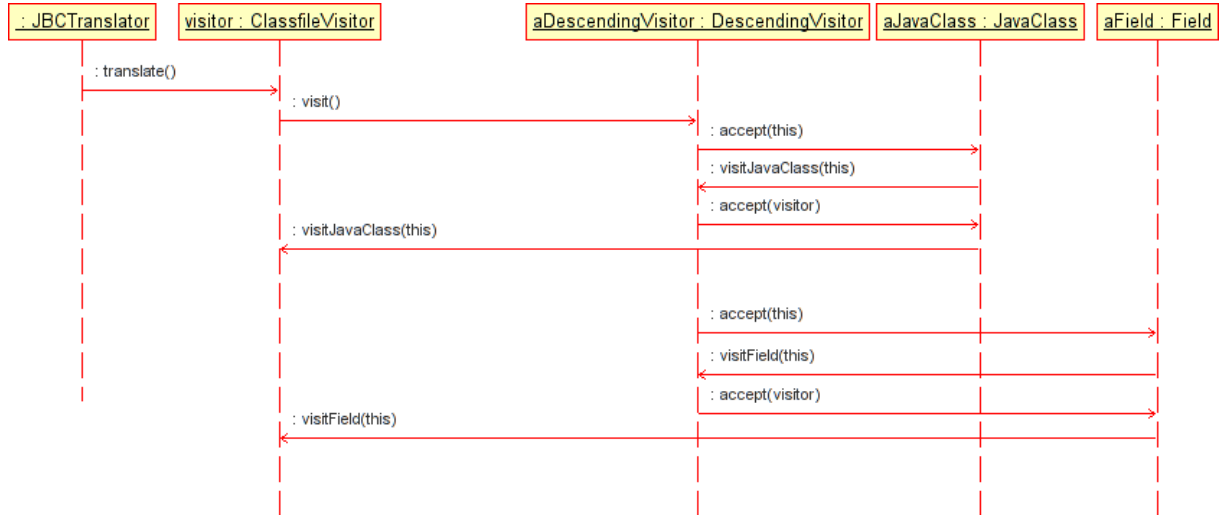 : JBCTranslator
visitor : ClassfileVisitor
aDescendingVisitor : DescendingVisitor
aJavaClass : JavaClass
aField : Field
: translate()
: visit()
: accept(this)
: visitJavaClass(this)
: accept(visitor)
: visitJavaClass(this)
: accept(this)
: visitField(this)
: accept(visitor)
: visitField(this)